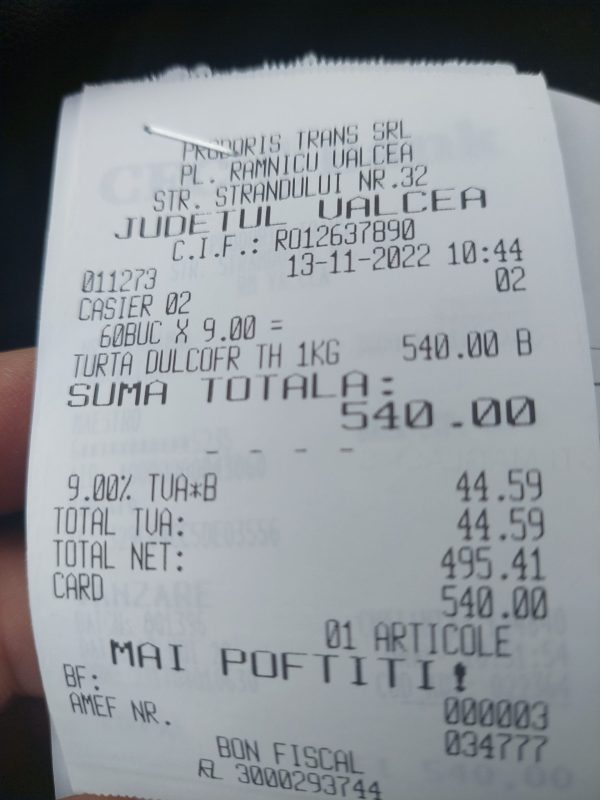 PRODORIS TRANS SRL
PL. RAMNICU VALCEA
STR. STRANDULUI NR.32
JUDETUL VALCEA
C.I.F.: RO12637890
13-11-2022 10:44
011273 02
CASIER 02
60BUC X 9.00 =
TURTA DULCOFR TH 1KG 540.00 B
SUMA TOTALA:
540.00
- - - -
9.00% TVA*B 44.59
TOTAL TVA: 44.59
TOTAL NET: 495.41
CARD 540.00
01 ARTICOLE
MAI POFTITI!
BF: 000003
AMEF NR. 034777
BON FISCAL
RL 3000293744